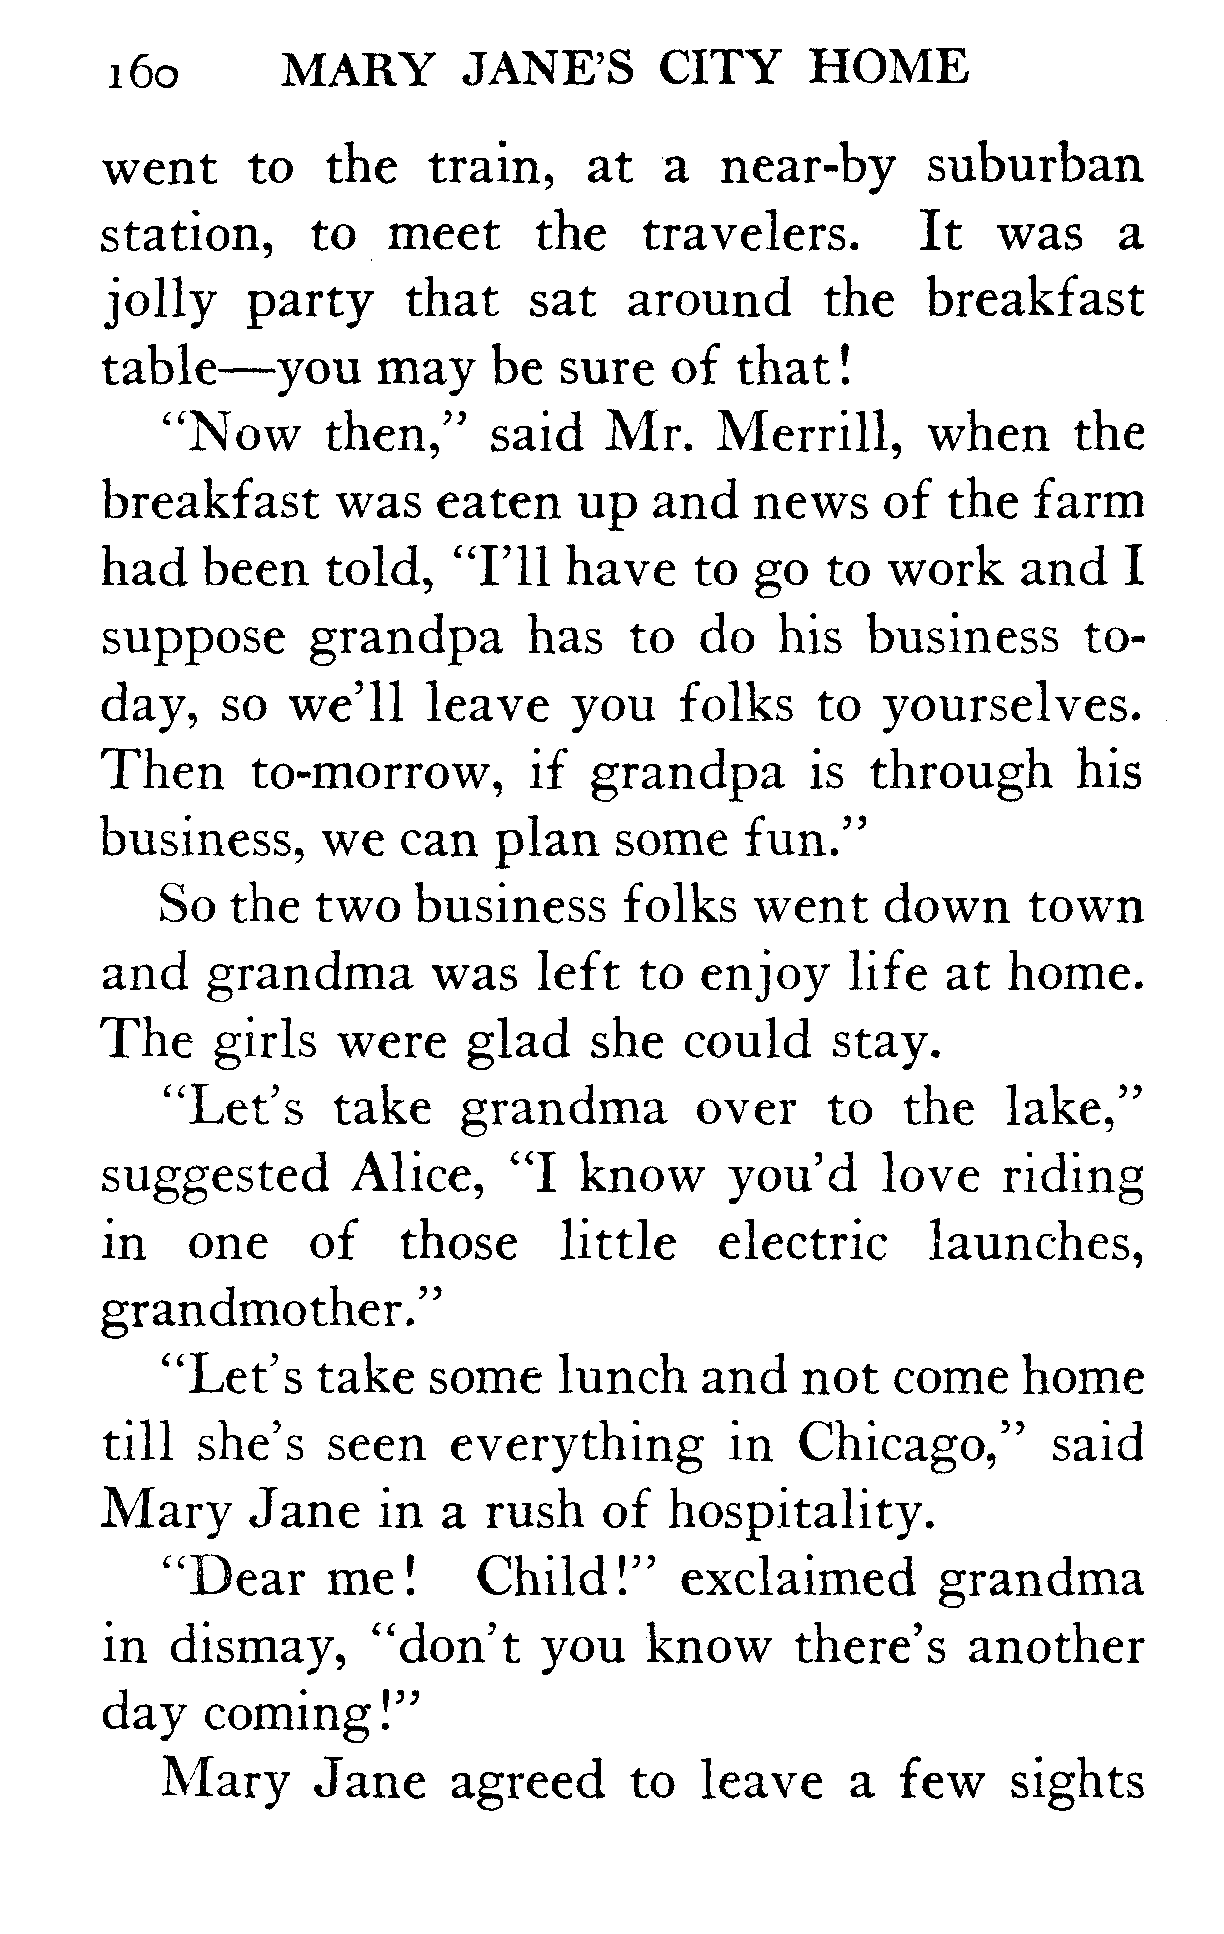 160 MARY JANE'S CITY HOME
went to the train, at a near-by suburban
station, to meet the travelers. It was a
jolly party that sat around the breakfast
table—you may be sure of that!
"Now then," said Mr. Merrill, when the
breakfast was eaten up and news of the farm
had been told, "I'll have to go to work and I
suppose grandpa has to do his business to-
day, so we'll leave you folks to yourselves.
Then to-morrow, if grandpa is through his
business, we can plan some fun."
So the two business folks went down town
and grandma was left to enjoy life at home.
The girls were glad she could stay.
"Let's take grandma over to the lake,"
suggested Alice, "I know you'd love riding
in one of those little electric launches,
grandmother."
"Let's take some lunch and not come home
till she's seen everything in Chicago," said
Mary Jane in a rush of hospitality.
"Dear me! Child!" exclaimed grandma
in dismay, "don't you know there's another
day coming!"
Mary Jane agreed to leave a few sights